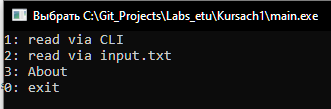 Выбрать C:\Git_Projects\Labs_etu\Kursach1\main.exe
1: read via CLI
2: read via input.txt
3: About
0: exit